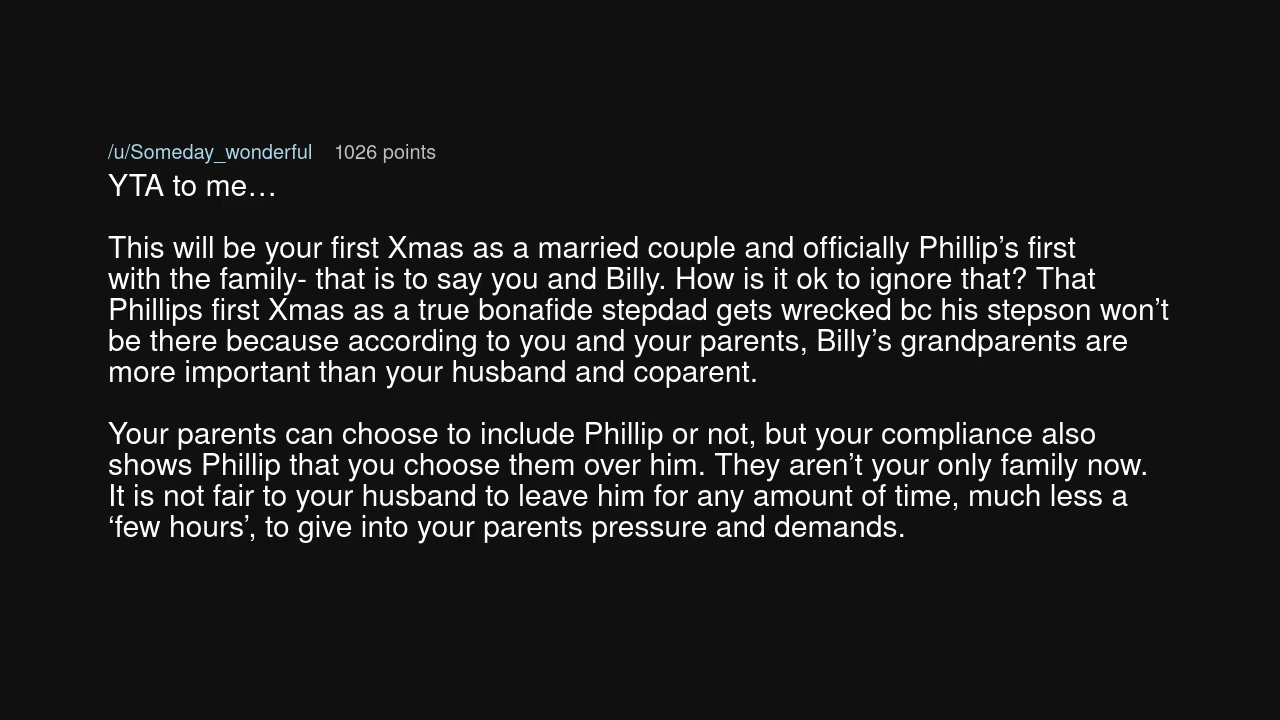 /u/Someday_wonderful 1026 points
YTA to me…
This will be your first Xmas as a married couple and officially Phillip’s first
with the family- that is to say you and Billy. How is it ok to ignore that? That
Phillips first Xmas as a true bonafide stepdad gets wrecked bc his stepson won’t
be there because according to you and your parents, Billy’s grandparents are
more important than your husband and coparent.
Your parents can choose to include Phillip or not, but your compliance also
shows Phillip that you choose them over him. They aren’t your only family now.
It is not fair to your husband to leave him for any amount of time, much less a
‘few hours’, to give into your parents pressure and demands.